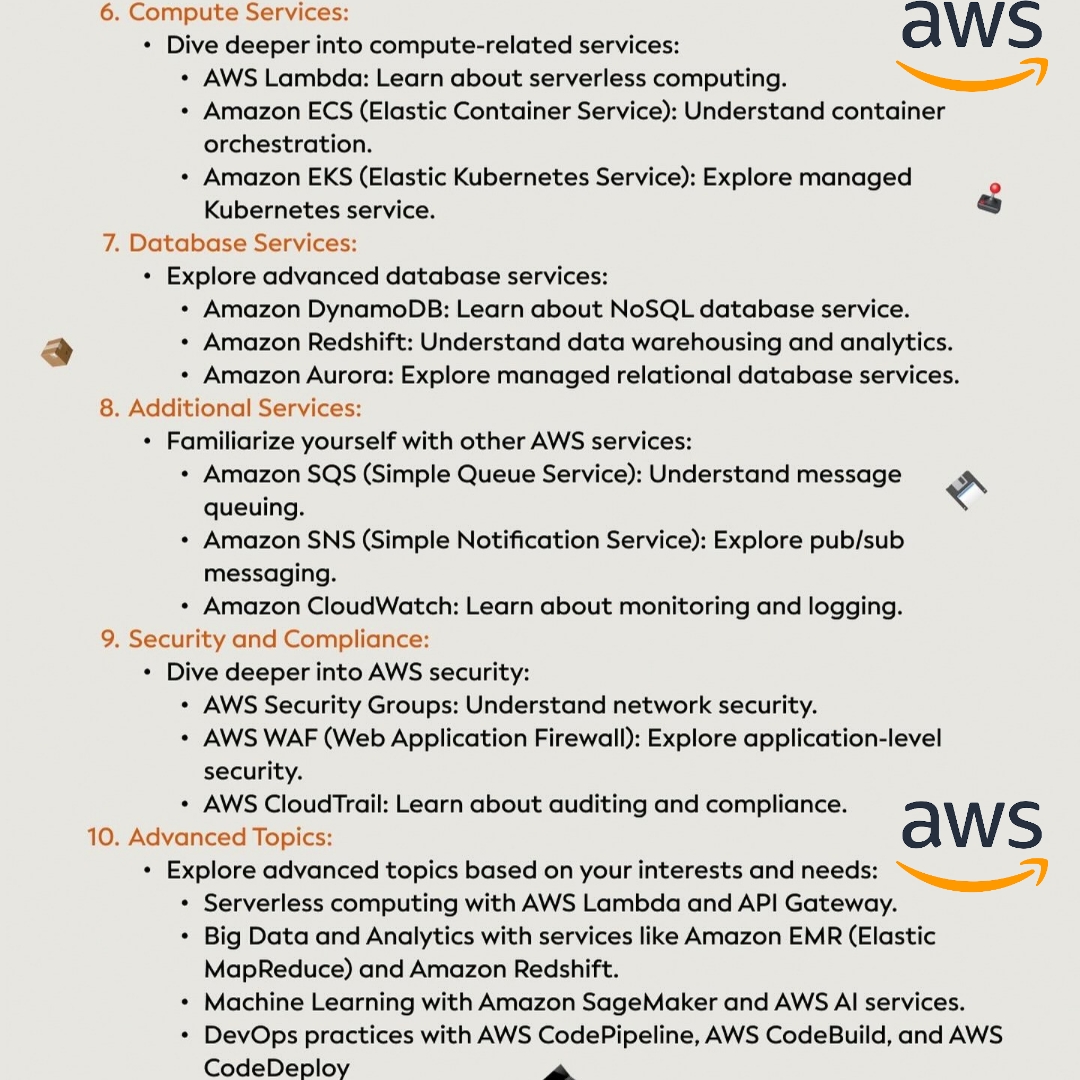 6. Compute Services:
• Dive deeper into compute-related services:
• AWS Lambda: Learn about serverless computing.
• Amazon ECS (Elastic Container Service): Understand container
orchestration.
• Amazon EKS (Elastic Kubernetes Service): Explore managed
Kubernetes service.
7. Database Services:
• Explore advanced database services:
• Amazon DynamoDB: Learn about NoSQL database service.
• Amazon Redshift: Understand data warehousing and analytics.
• Amazon Aurora: Explore managed relational database services.
8. Additional Services:
• Familiarize yourself with other AWS services:
• Amazon SQS (Simple Queue Service): Understand message
queuing.
• Amazon SNS (Simple Notification Service): Explore pub/sub
messaging.
• Amazon CloudWatch: Learn about monitoring and logging.
9. Security and Compliance:
• Dive deeper into AWS security:
• AWS Security Groups: Understand network security.
• AWS WAF (Web Application Firewall): Explore application-level
security.
• AWS CloudTrail: Learn about auditing and compliance.
10. Advanced Topics:
• Explore advanced topics based on your interests and needs:
• Serverless computing with AWS Lambda and API Gateway.
• Big Data and Analytics with services like Amazon EMR (Elastic
MapReduce) and Amazon Redshift.
• Machine Learning with Amazon SageMaker and AWS AI services.
• DevOps practices with AWS CodePipeline, AWS CodeBuild, and AWS
CodeDeploy
aws
aws